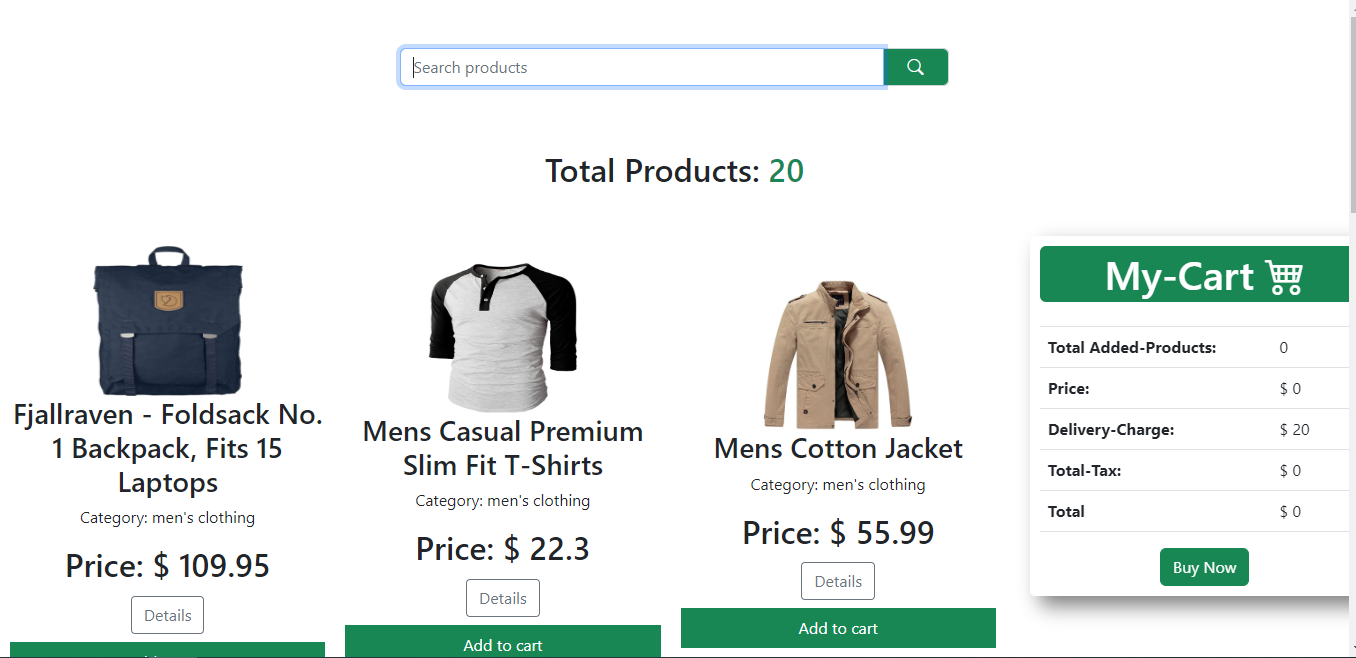 Search products
Total Products: 20
Fjallraven - Foldsack No.
1 Backpack, Fits 15
Laptops
Category: men's clothing
Price: $ 109.95
Details
Mens Casual Premium
Slim Fit T-Shirts
Category: men's clothing
Price: $ 22.3
Details
Add to cart
Mens Cotton Jacket
Category: men's clothing
Price: $ 55.99
Details
Add to cart
My-Cart
Total Added-Products: 0
Price: $ 0
Delivery-Charge: $ 20
Total-Tax: $ 0
Total $ 0
Buy Now